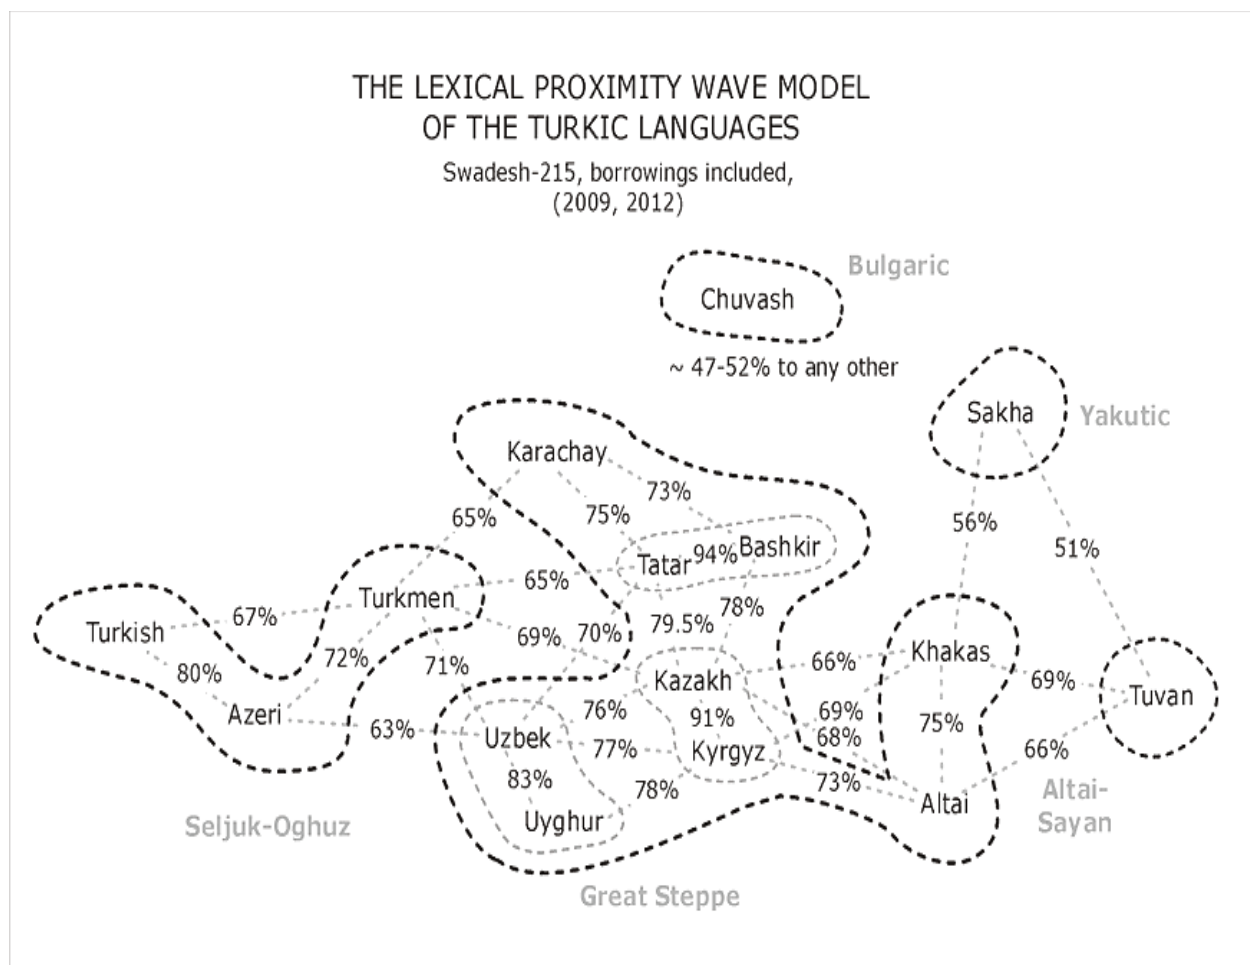 THE LEXICAL PROXIMITY WAVE MODEL
OF THE TURKIC LANGUAGES
Swadesh-215, borrowings included,
(2009, 2012)
Bulgaric
Chuvash
~ 47-52% to any other
Sakha
Yakutic
Karachay
73%
65%
75%
56%
Bashkir
94%
51%
Tatar
65%
Turkmen
78%
67%
79.5%
Turkish
69%
70%
Khakas
72%
71%
66%
80%
Kazakh
69%
Tuvan
Azeri
76%
91%
69%
63%
Uzbek
77%
Kyrgyz
68%
75%
66%
83%
78%
73%
Altai
Altai-
Sayan
Uyghur
Seljuk-Oghuz
Great Steppe